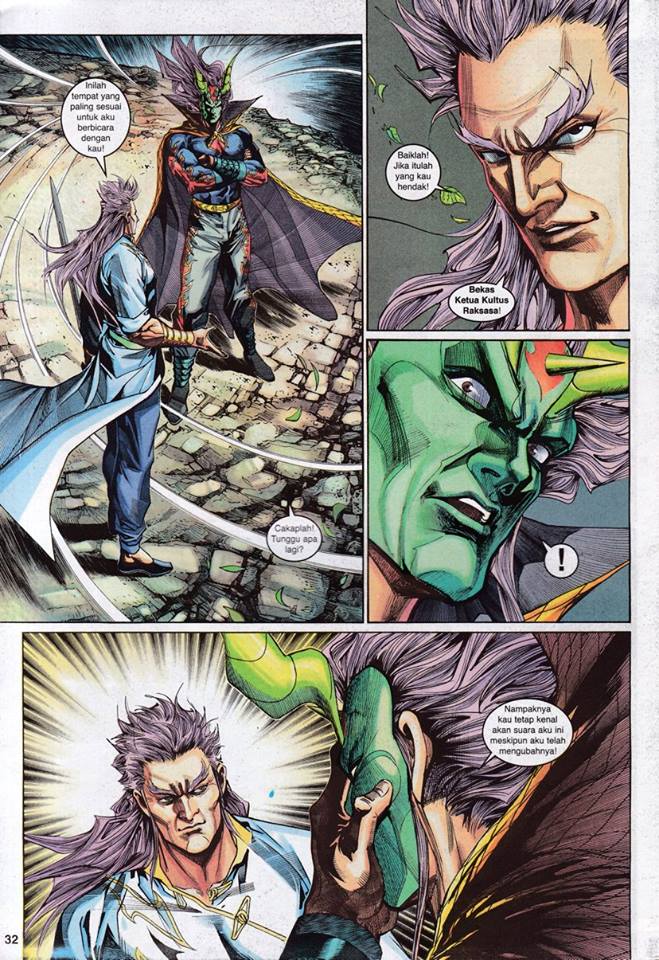 Inilah
tempat yang
paling sesuai
untuk aku
berbicara
dengan
kau!
Cakaplah!
Tunggu apa
lagi?
Baiklah!
Jika itulah
yang kau
hendak!
Bekas
Ketua Kultus
Raksasa!
!
Nampaknya
kau tetap kenal
akan suara aku ini
meskipun aku telah
mengubahnya!
32